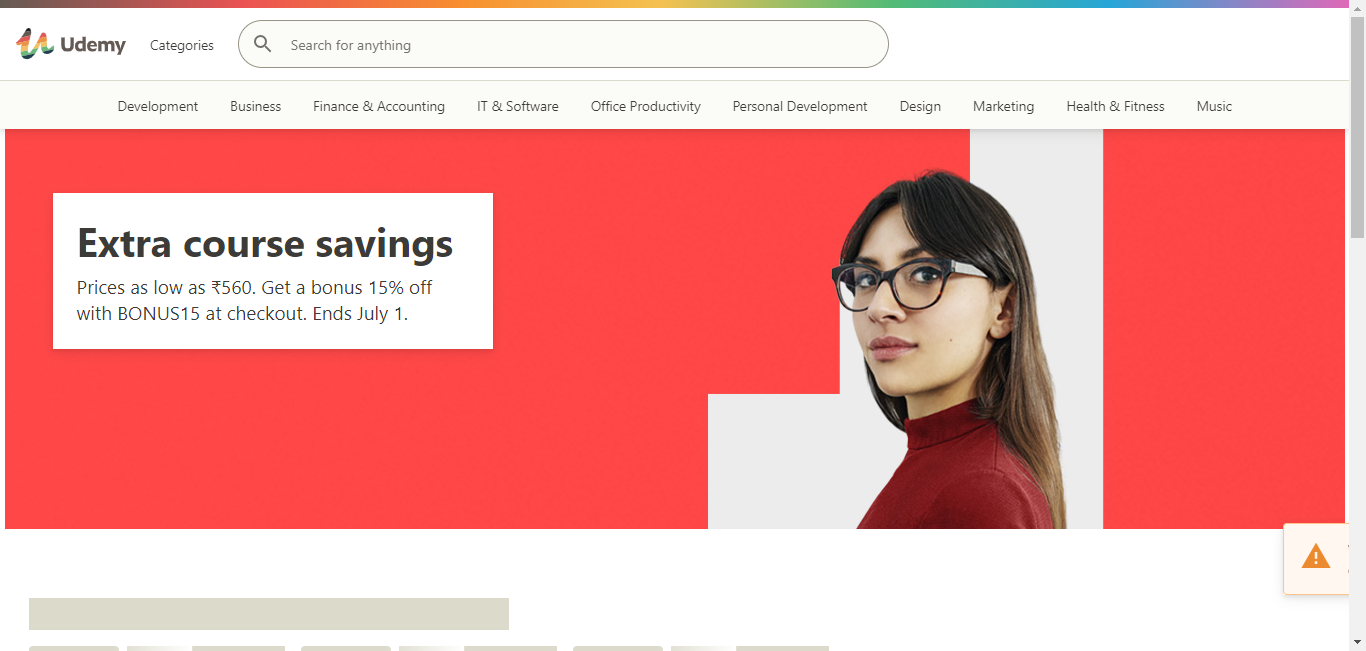 Udemy
Categories
Search for anything
Development Business Finance & Accounting IT & Software Office Productivity Personal Development Design Marketing Health & Fitness Music
Extra course savings
Prices as low as ₹560. Get a bonus 15% off
with BONUS15 at checkout. Ends July 1.